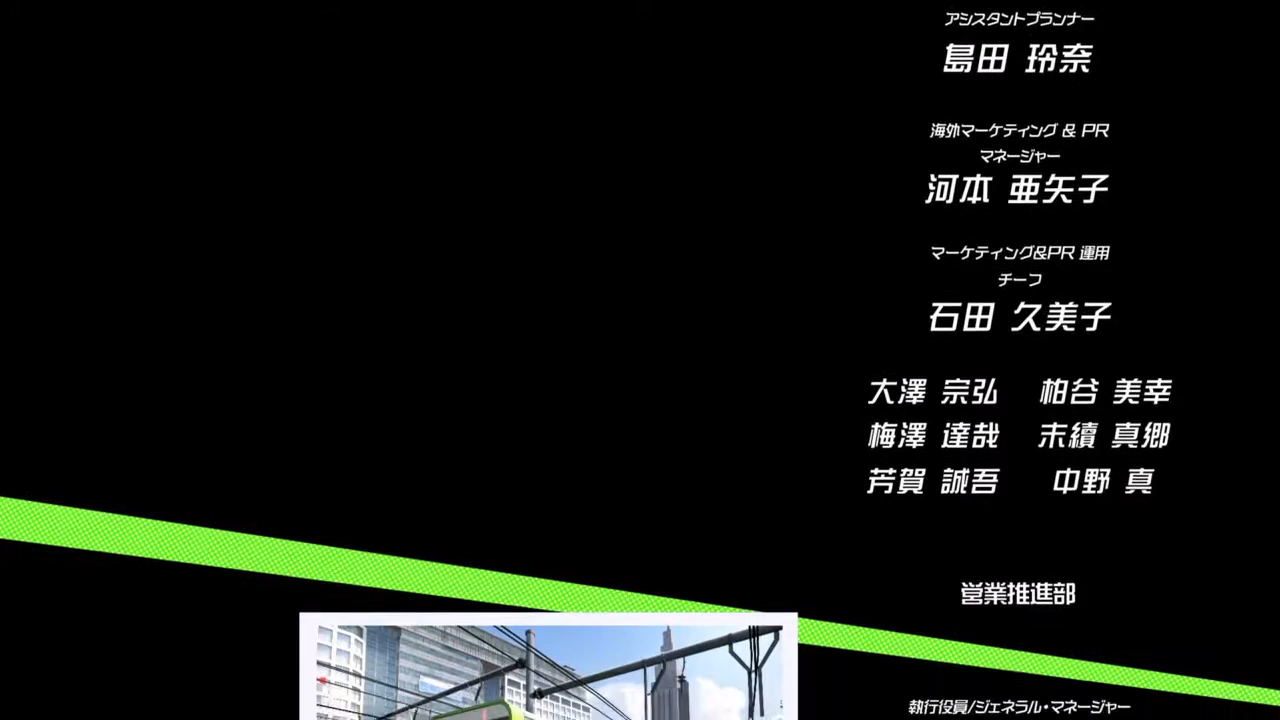 アシスタントプランナー
島田 玲奈
海外マーケティング & PR
マネージャー
河本 亜矢子
マーケティング&PR 運用
チーフ
石田 久美子
大澤 宗弘 柏谷 美幸
梅澤 達哉 末續 真郷
芳賀 誠吾 中野 真
営業推進部
執行役員/ジェネラル・マネージャー